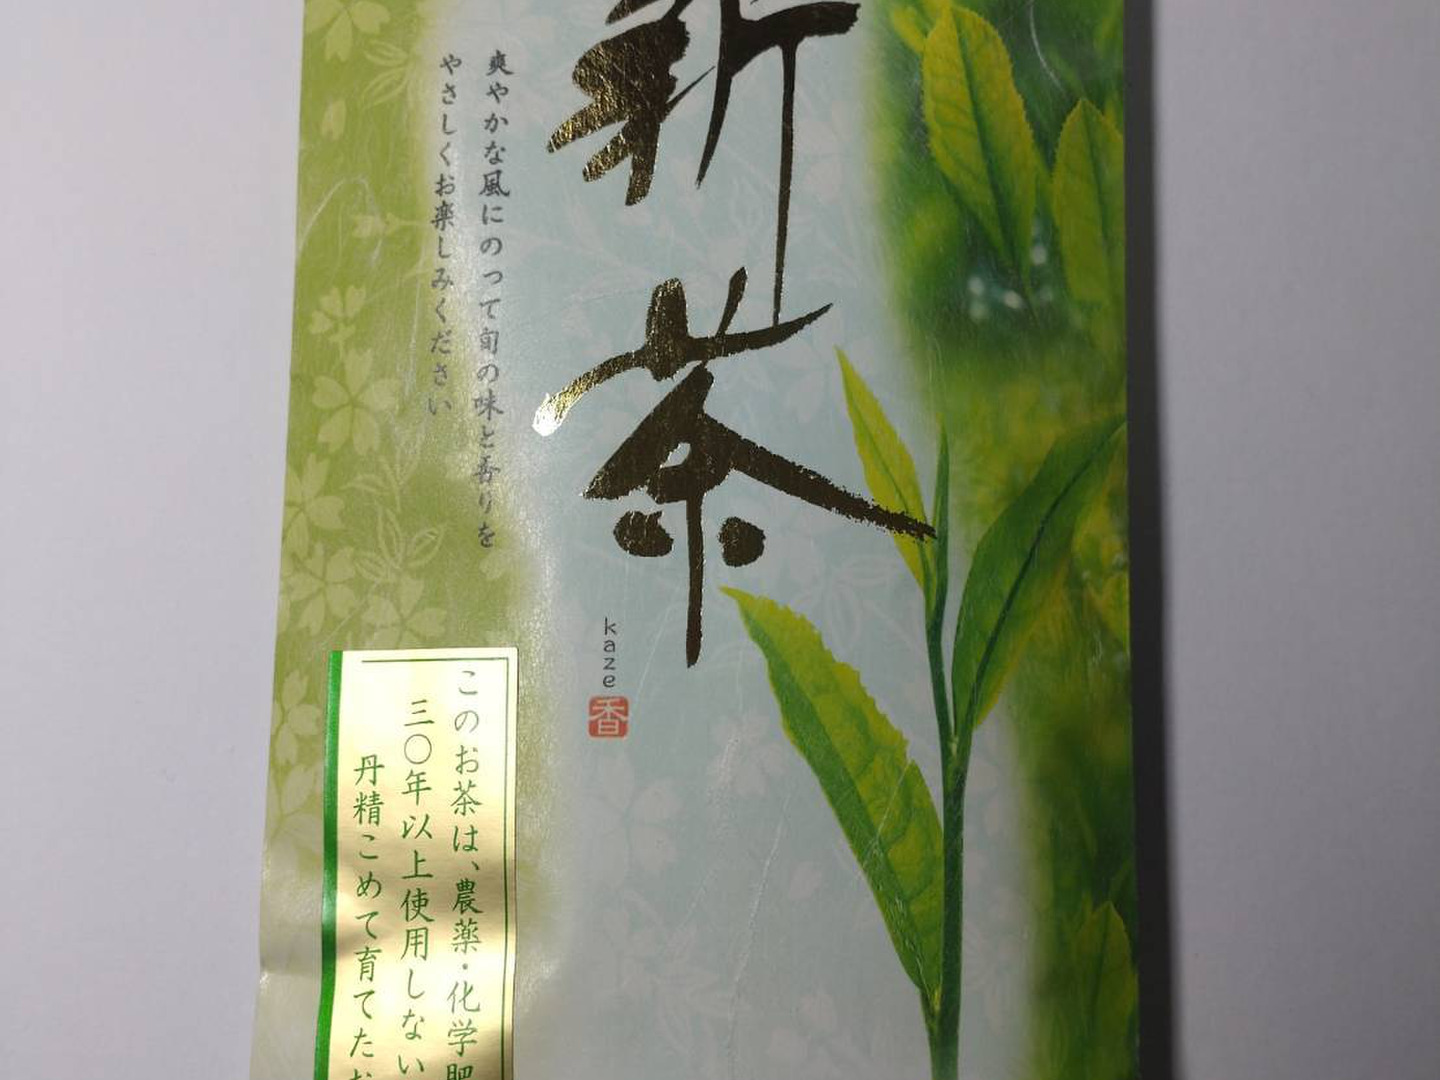 新茶
爽やかな風にのって旬の味と香りを
やさしくお楽しみください
kaze
香
このお茶は、農薬・化学肥
三〇年以上使用しない
丹精こめて育てたお